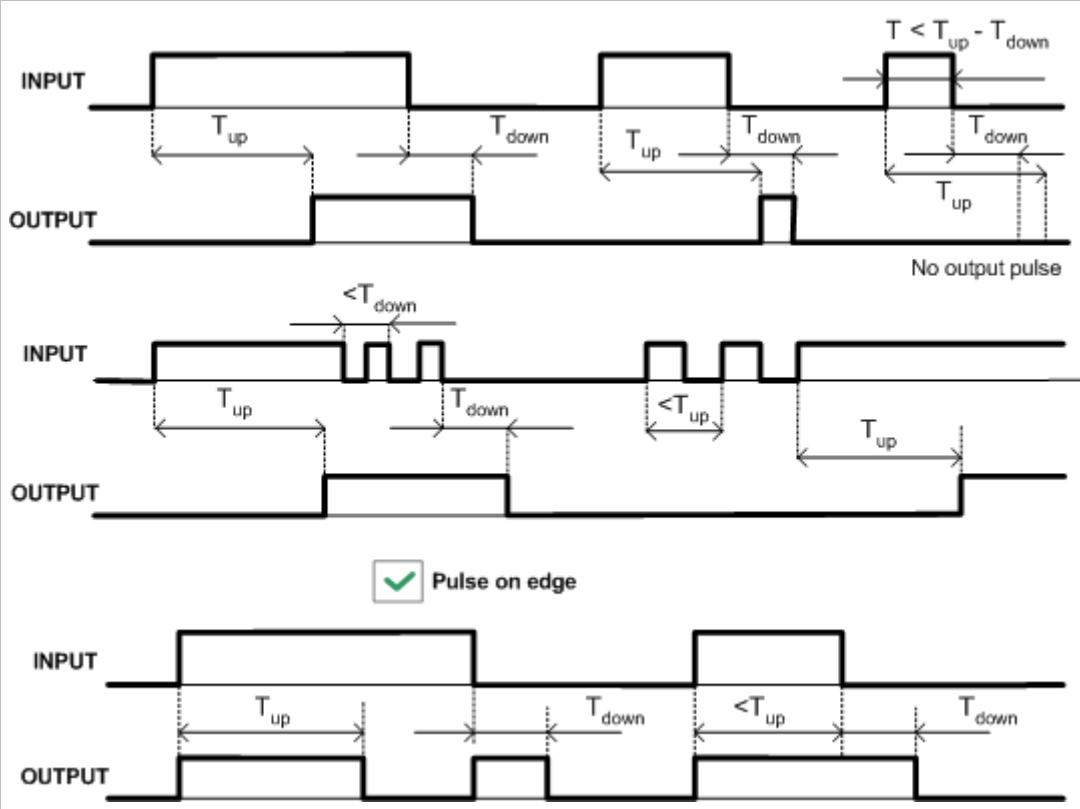 T < Tup - Tdown
INPUT
Tup
Tdown
Tup
Tdown
Tdown
Tup
OUTPUT
No output pulse
<Tdown
INPUT
Tup
Tdown
<Tup
Tup
OUTPUT
Pulse on edge
INPUT
Tup
Tdown
<Tup
Tdown
OUTPUT